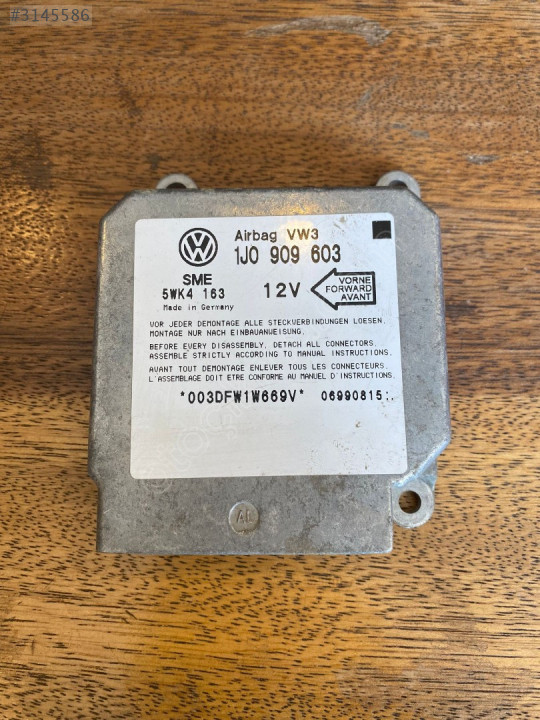 #3145586
Airbag VW3
1J0 909 603
SME
5WK4 163
Made in Germany
12V
VORNE
FORWARD
AVANT
VOR JEDER DEMONTAGE ALLE STECKVERBINDUNGEN LOESEN.
MONTAGE NUR NACH EINBAUANWEISUNG.
BEFORE EVERY DISASSEMBLY, DETACH ALL CONNECTORS.
ASSEMBLE STRICTLY ACCORDING TO MANUAL INSTRUCTIONS.
AVANT TOUT DEMONTAGE ENLEVER TOUS LES CONNECTEURS.
L'ASSEMBLAGE DOIT ETRE CONFORME AU MANUEL D'INSTRUCTIONS.
*003DFW1W669V* 06990815;.
AL